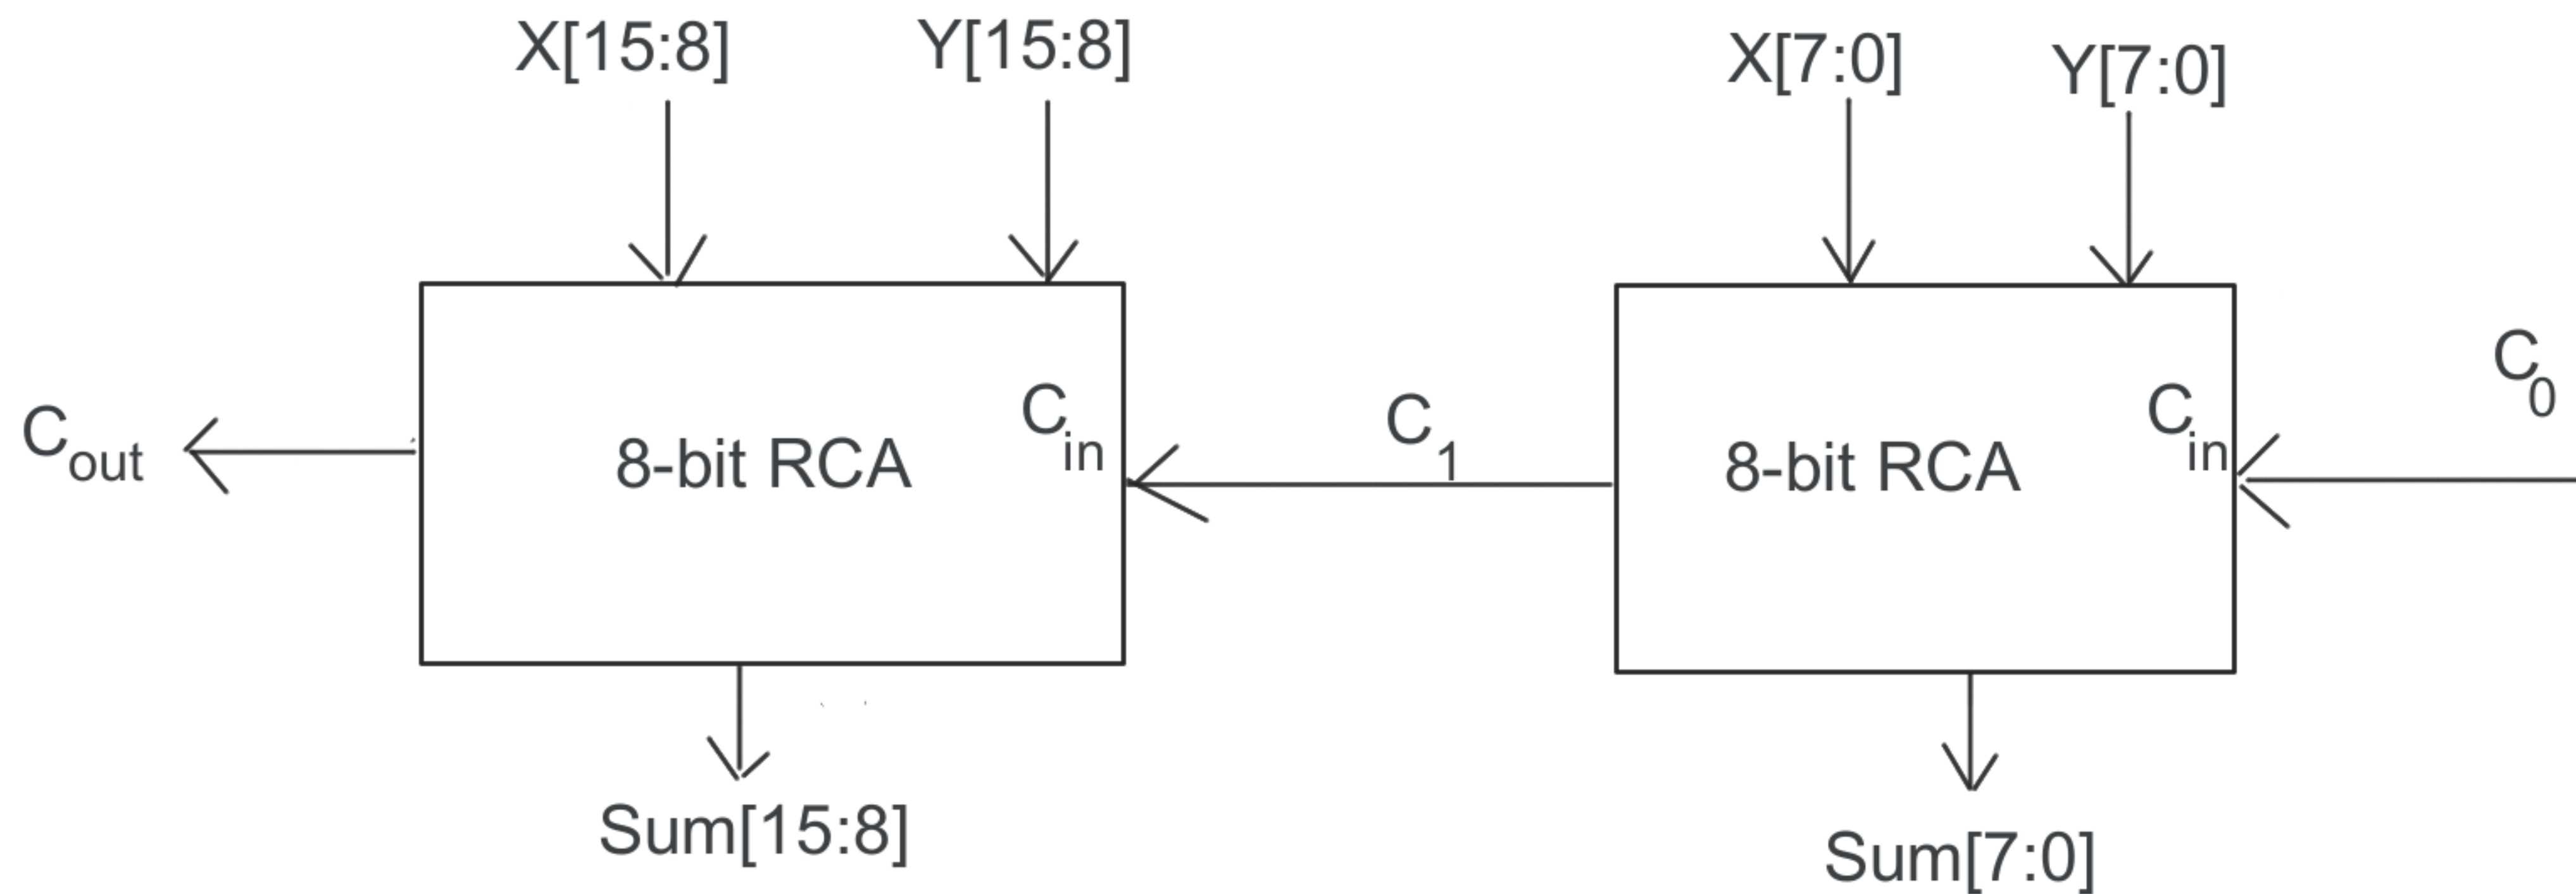 X[15:8] Y[15:8] X[7:0] Y[7:0]
C0
Cout 8-bit RCA Cin C1 8-bit RCA Cin
Sum[15:8] Sum[7:0]